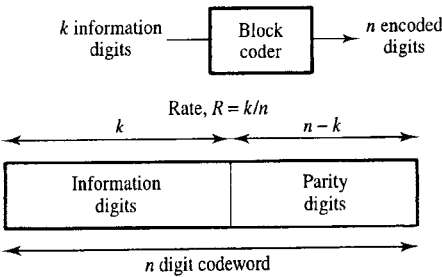 k information digits
Block coder
n encoded digits
Rate, R = k/n
k
n – k
Information digits
Parity digits
n digit codeword